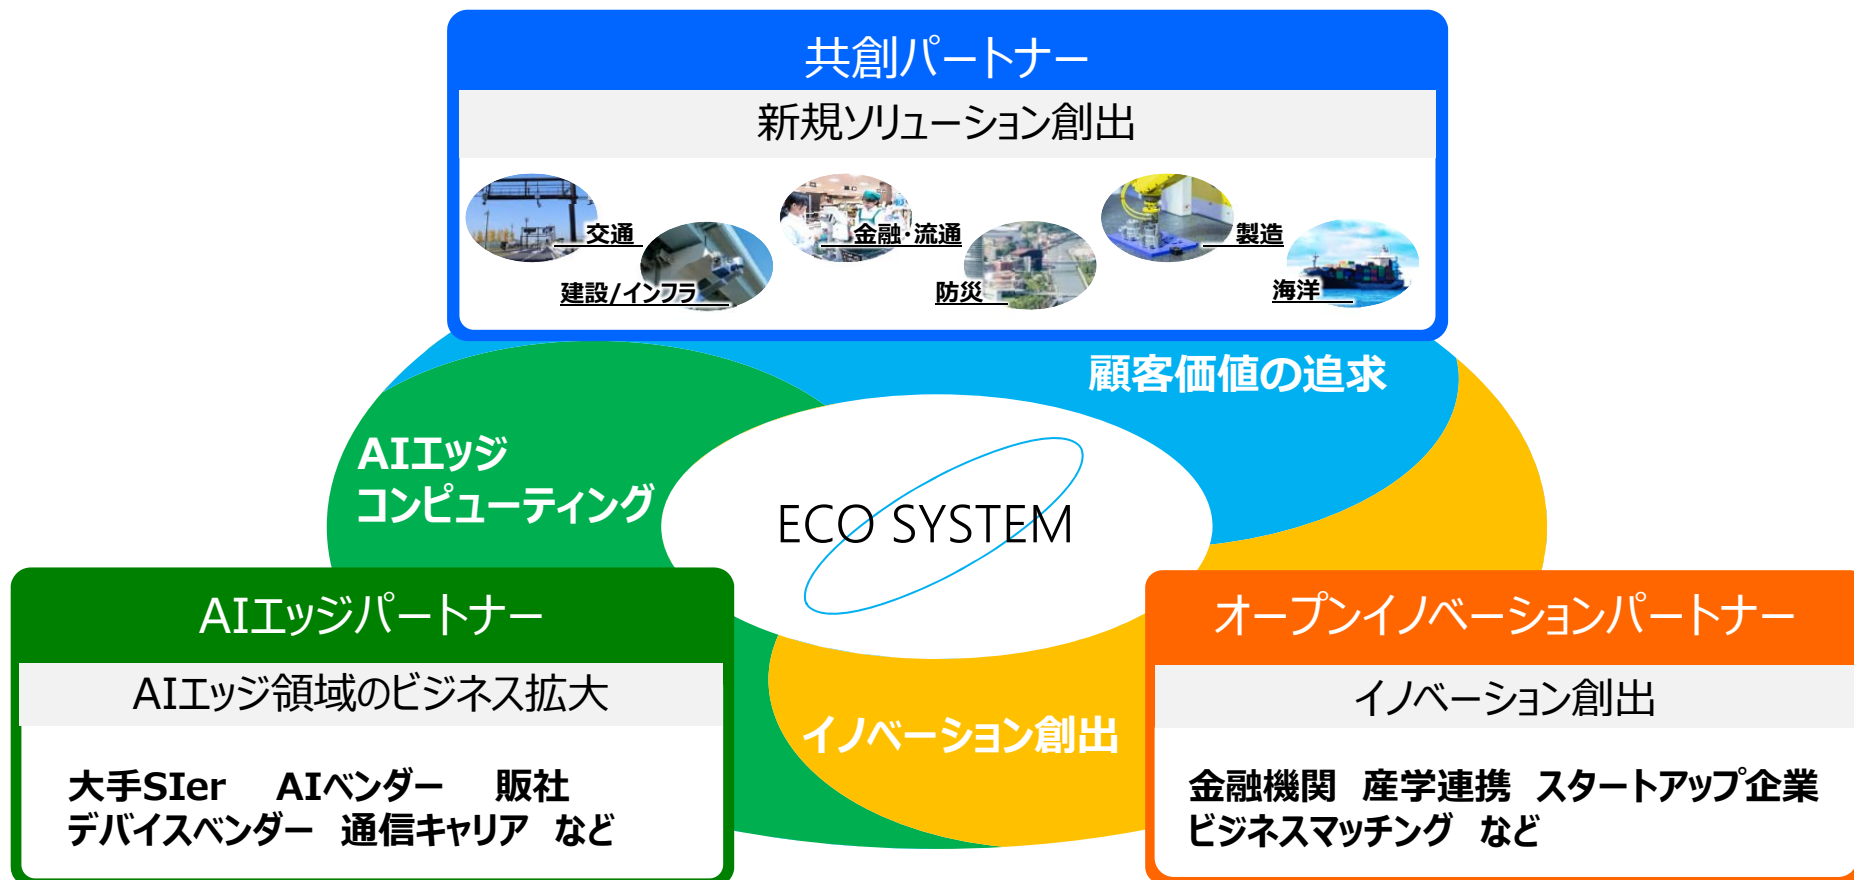 共創パートナー
新規ソリューション創出
交通
金融・流通
製造
建設/インフラ
防災
海洋
顧客価値の追求
AIエッジ
コンピューティング
ECO SYSTEM
AIエッジパートナー
AIエッジ領域のビジネス拡大
大手SIer AIベンダー 販社
デバイスベンダー 通信キャリア など
イノベーション創出
オープンイノベーションパートナー
イノベーション創出
金融機関 産学連携 スタートアップ企業
ビジネスマッチング など